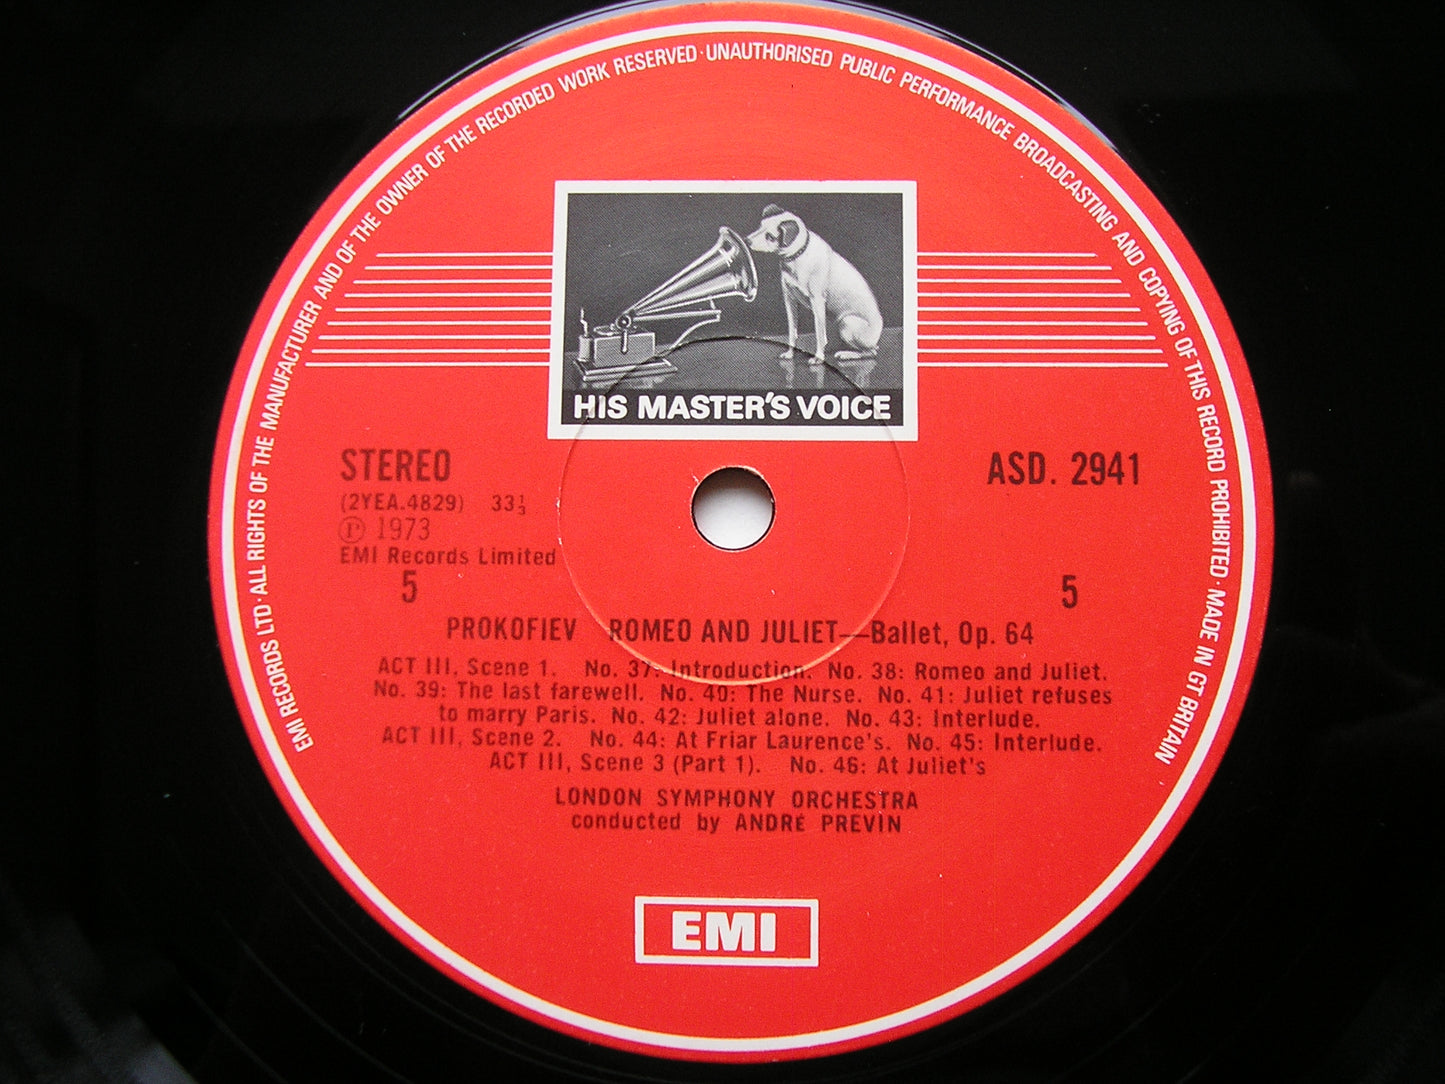 EMI RECORDS LTD · ALL RIGHTS OF THE MANUFACTURER AND OF THE OWNER OF THE RECORDED WORK RESERVED · UNAUTHORISED PUBLIC PERFORMANCE BROADCASTING AND COPYING OF THIS RECORD PROHIBITED · MADE IN GT BRITAIN
HIS MASTER'S VOICE
STEREO
ASD. 2941
(2YEA.4829) 33⅓
Ⓟ 1973
EMI Records Limited
5
5
PROKOFIEV ROMEO AND JULIET—Ballet, Op. 64
ACT III, Scene 1. No. 37: Introduction. No. 38: Romeo and Juliet.
No. 39: The last farewell. No. 40: The Nurse. No. 41: Juliet refuses
to marry Paris. No. 42: Juliet alone. No. 43: Interlude.
ACT III, Scene 2. No. 44: At Friar Laurence's. No. 45: Interlude.
ACT III, Scene 3 (Part 1). No. 46: At Juliet's
LONDON SYMPHONY ORCHESTRA
conducted by ANDRÉ PREVIN
EMI